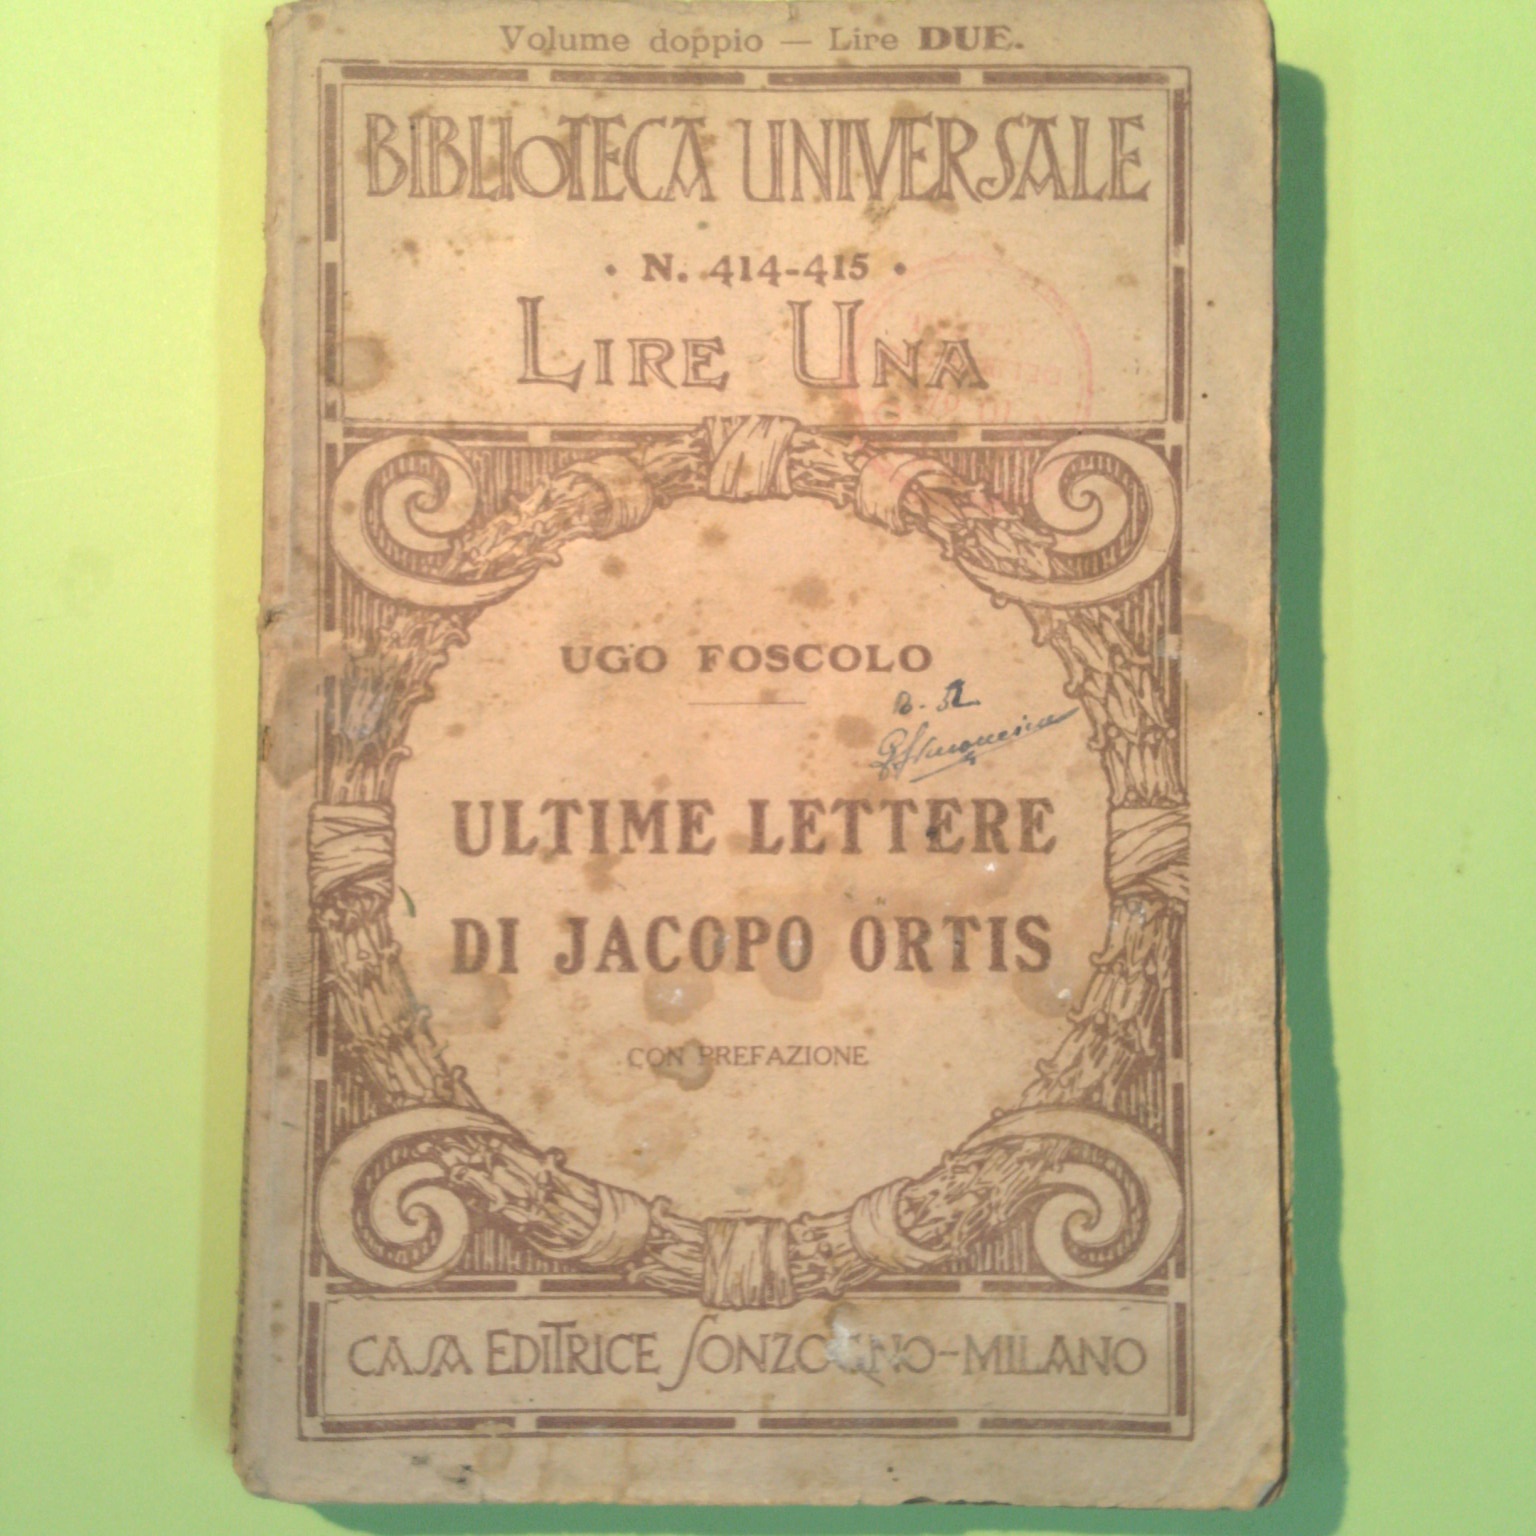 Volume doppio — Lire DUE.
BIBLIOTECA UNIVERSALE
• N. 414-415 •
LIRE UNA
UGO FOSCOLO
ULTIME LETTERE
DI JACOPO ORTIS
CON PREFAZIONE
CASA EDITRICE SONZOGNO-MILANO